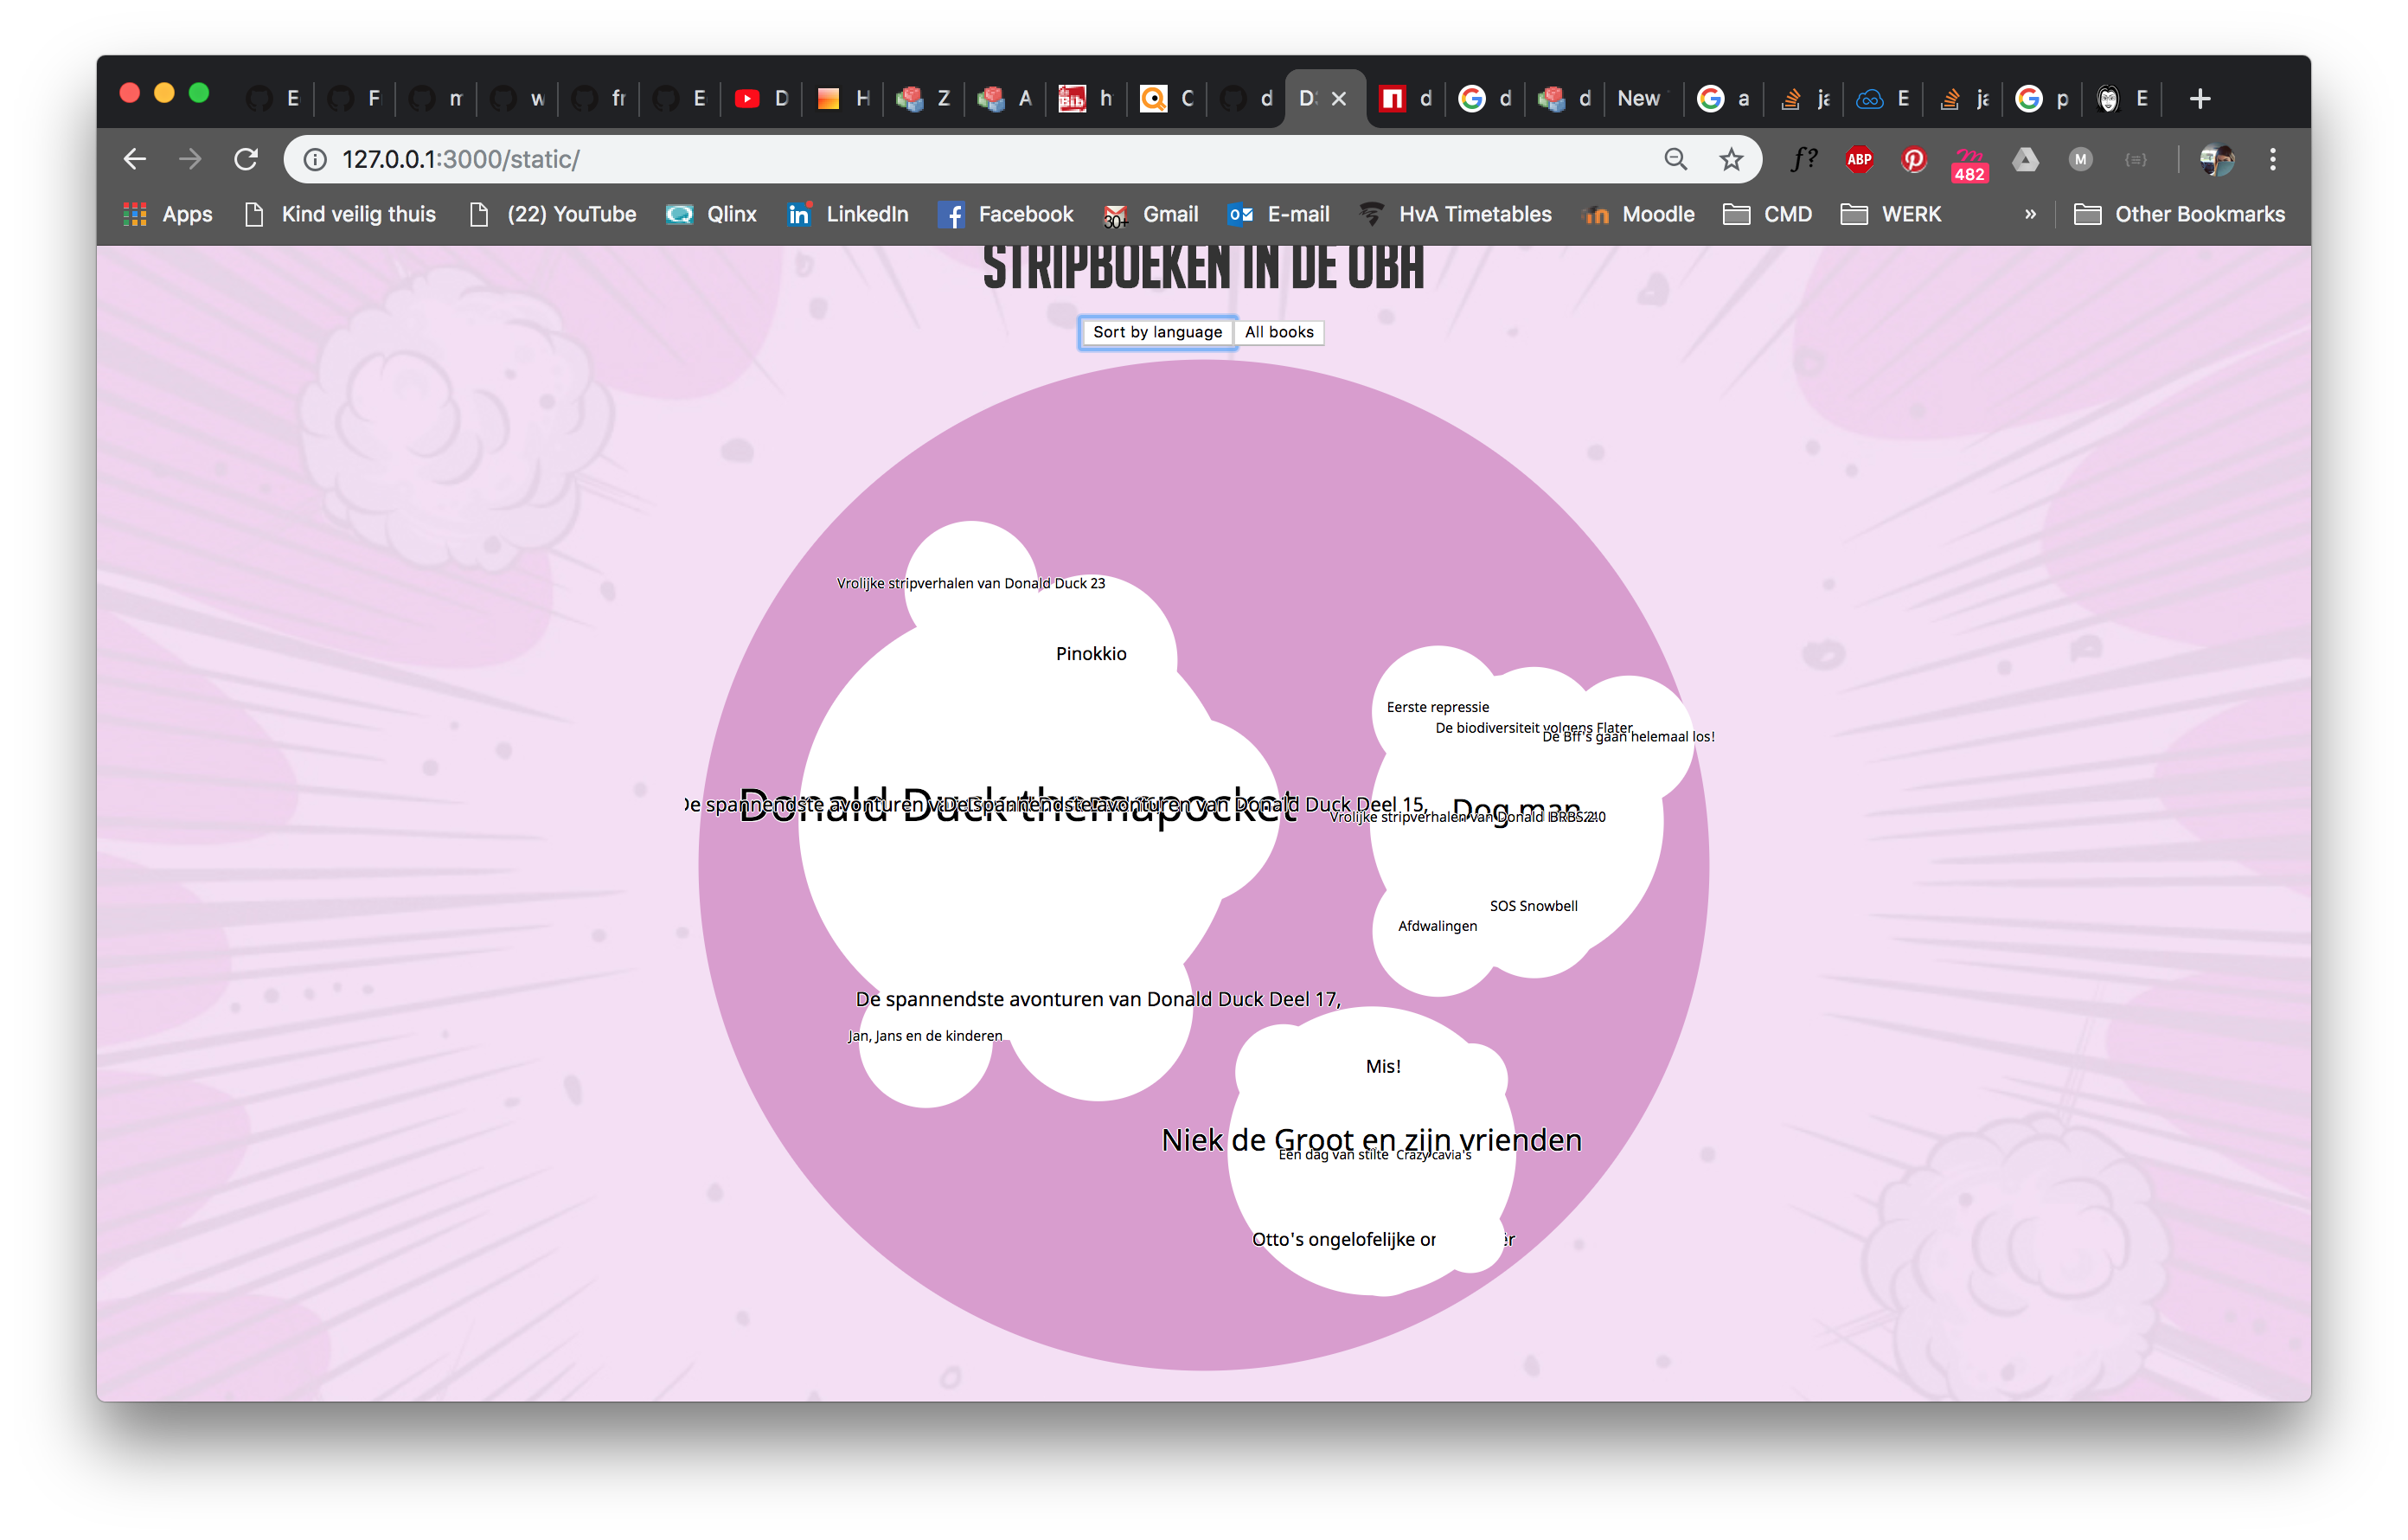 E F m w fr E D H Z A h C d D: d d d New a ja E ja p E
127.0.0.1:3000/static/
f? ABP 482 M
Apps Kind veilig thuis (22) YouTube Qlinx LinkedIn Facebook 30+ Gmail E-mail HvA Timetables Moodle CMD WERK » Other Bookmarks
STRIPBOEKEN IN DE OBA
Sort by language All books
Vrolijke stripverhalen van Donald Duck 23
Pinokkio
Eerste repressie
De biodiversiteit volgens Flater
De Bff's gaan helemaal los!
Donald Duck themapocket
De spannendste avonturen van Donald Duck Deel 15,
Dog man
Vrolijke stripverhalen van Donald
BRBS
SOS Snowbell
Afdwalingen
De spannendste avonturen van Donald Duck Deel 17,
Jan, Jans en de kinderen
Mis!
Niek de Groot en zijn vrienden
Een dag van stilte Crazy cavia's
Otto's ongelofelijke